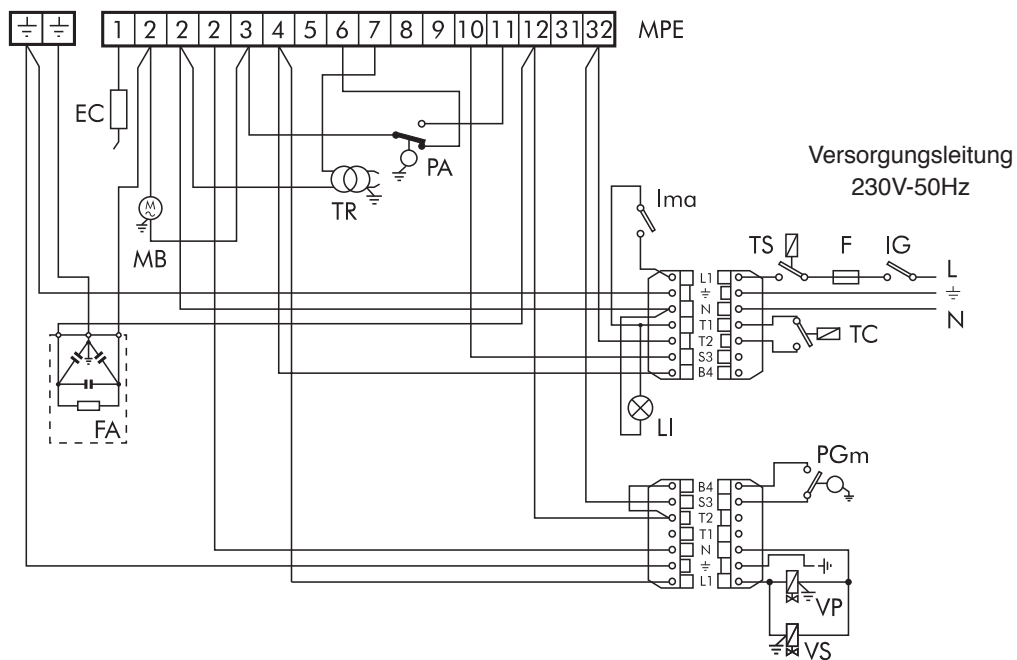 1 2 2 2 3 4 5 6 7 8 9 10 11 12 31 32 MPE
EC
PA
TR
MB
Versorgungsleitung
230V-50Hz
Ima
TS F IG
L
N
TC
L1
N
T1
T2
S3
B4
LI
FA
M
PGm
B4
S3
T2
T1
N
L1
VP
VS